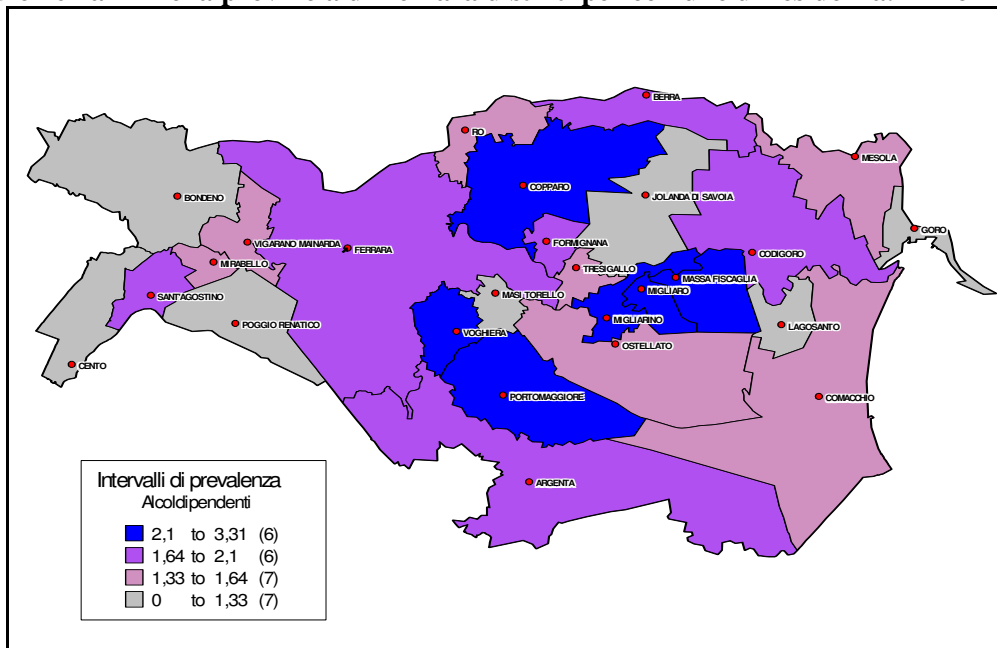 BERRA
RO
MESOLA
COPPARO
BONDENO
JOLANDA DI SAVOIA
GORO
VIGARANO MAINARDA
FORMIGNANA
FERRARA
CODIGORO
MIRABELLO
TRESIGALLO
MASSA FISCAGLIA
MIGLIARO
SANT'AGOSTINO
MASI TORELLO
MIGLIARINO
POGGIO RENATICO
LAGOSANTO
VOGHIERA
OSTELLATO
CENTO
PORTOMAGGIORE
COMACCHIO
ARGENTA
Intervalli di prevalenza
Alcoldipendenti
2,1 to 3,31 (6)
1,64 to 2,1 (6)
1,33 to 1,64 (7)
0 to 1,33 (7)